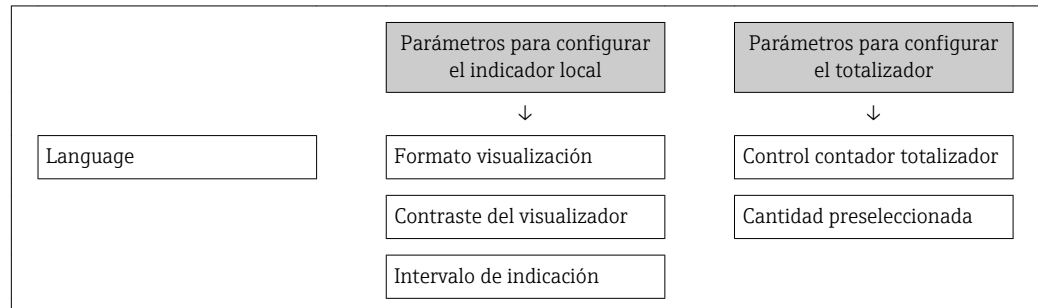 Parámetros para configurar
el indicador local
Parámetros para configurar
el totalizador
↓
↓
Language
Formato visualización
Control contador totalizador
Contraste del visualizador
Cantidad preseleccionada
Intervalo de indicación